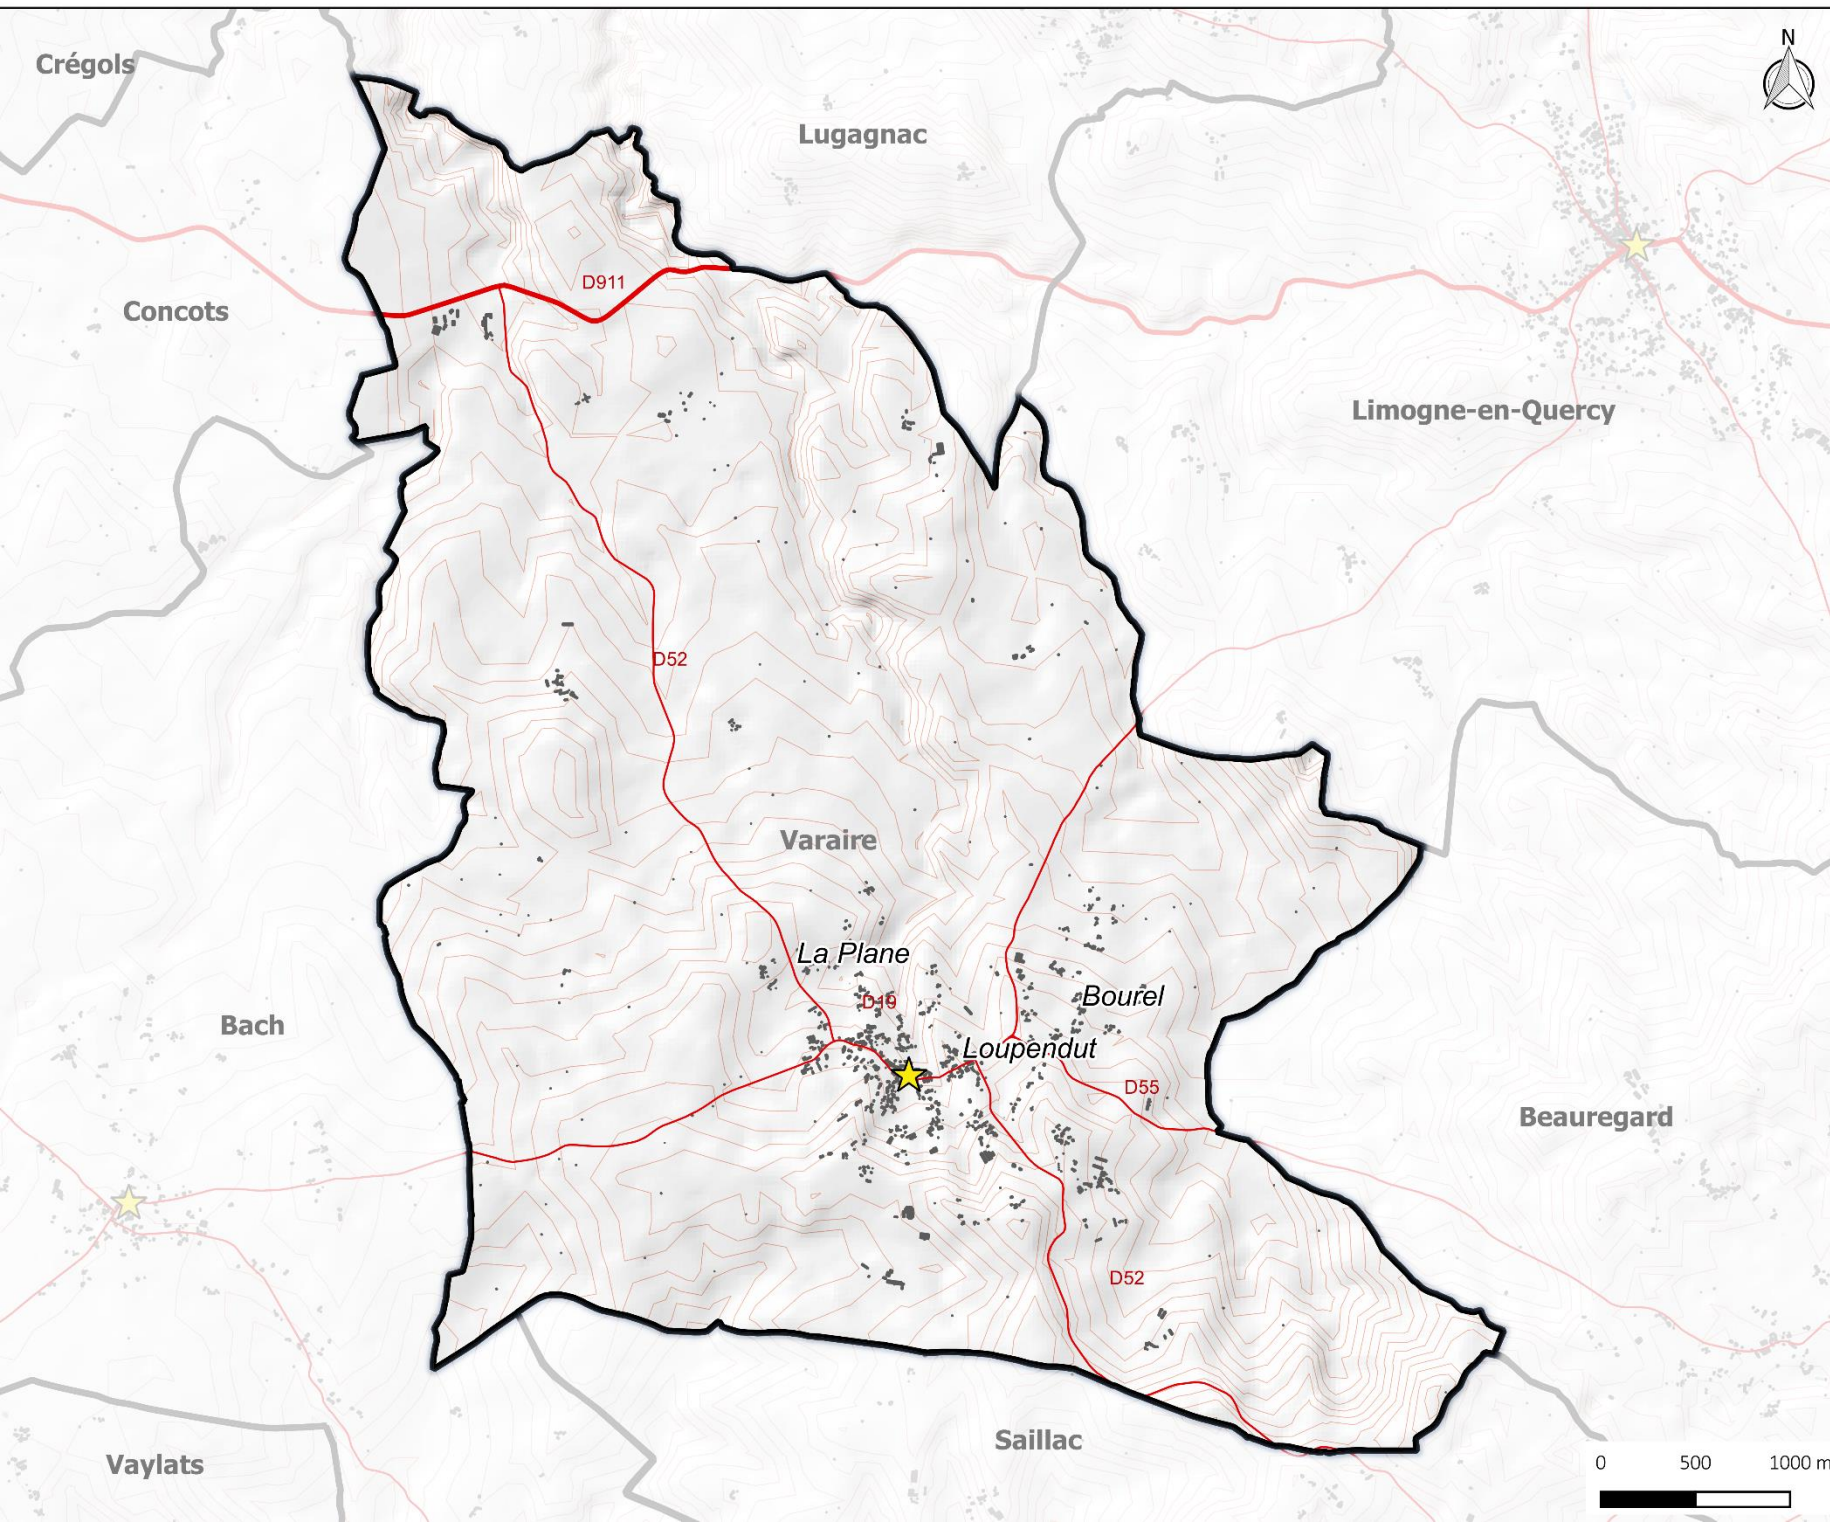 N
Crégols
Lugagnac
D911
Concots
Limogne-en-Quercy
D52
Varaire
La Plane
Bourel
D19
Bach
Loupendut
D55
Beauregard
D52
Saillac
Vaylats
0 500 1000 m